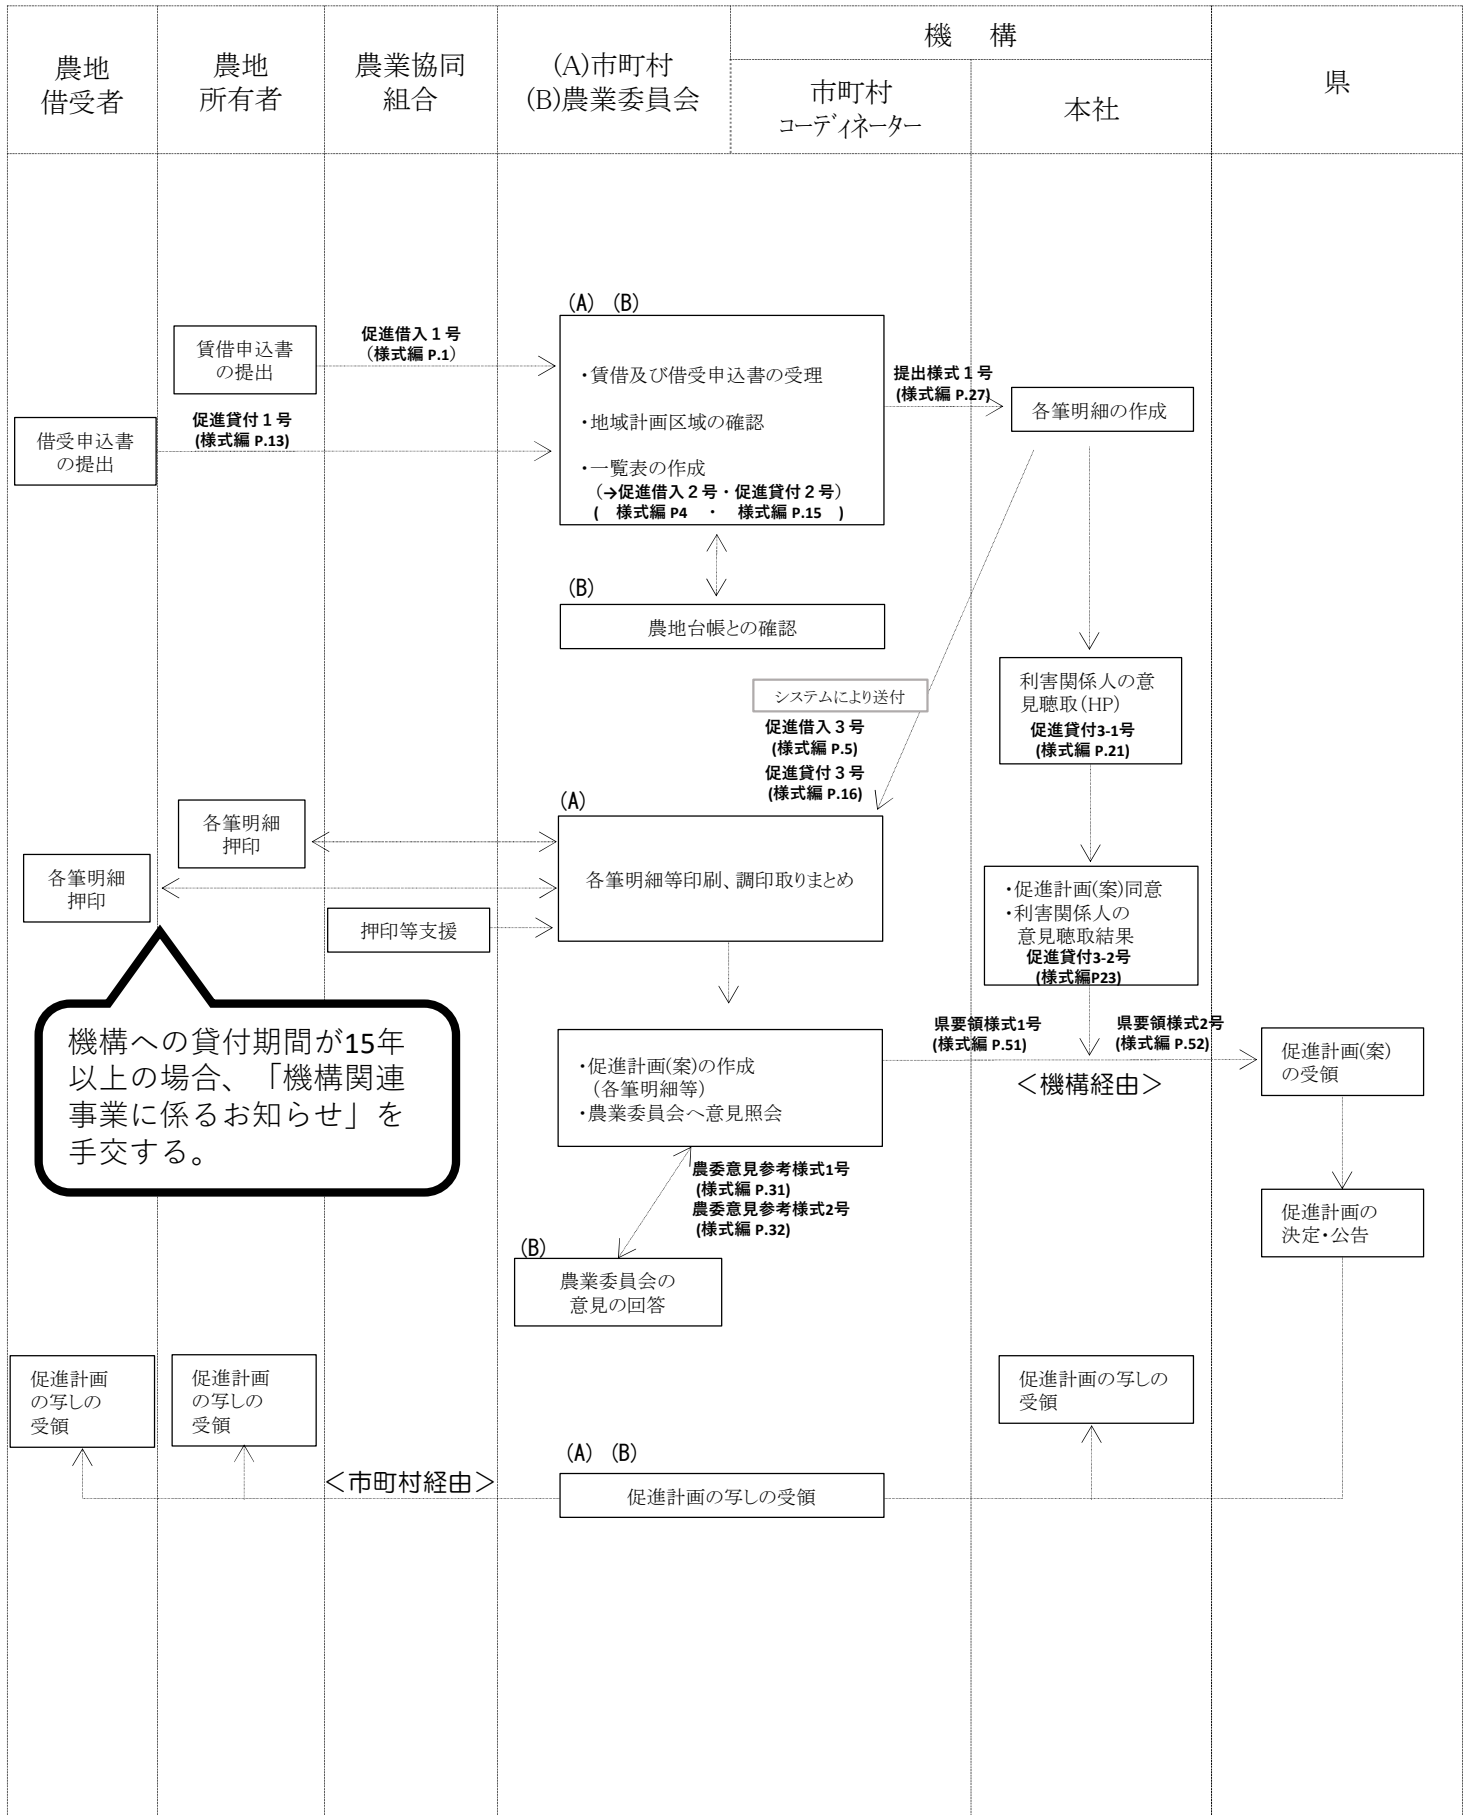 農地
借受者
農地
所有者
農業協同
組合
(A)市町村
(B)農業委員会
機 構
市町村
コーディネーター
本社
県
(A) (B)
賃借申込書
の提出
促進借入１号
(様式編 P.1)
借受申込書
の提出
促進貸付１号
(様式編 P.13)
・賃借及び借受申込書の受理
・地域計画区域の確認
・一覧表の作成
(→促進借入２号・促進貸付２号)
( 様式編 P4 ・ 様式編 P.15 )
提出様式１号
(様式編 P.27)
各筆明細の作成
(B)
農地台帳との確認
システムにより送付
促進借入３号
(様式編 P.5)
促進貸付３号
(様式編 P.16)
利害関係人の意
見聴取(HP)
促進貸付3-1号
(様式編 P.21)
(A)
各筆明細
押印
各筆明細
押印
押印等支援
各筆明細等印刷、調印取りまとめ
・促進計画(案)同意
・利害関係人の
意見聴取結果
促進貸付3-2号
(様式編P23)
機構への貸付期間が15年
以上の場合、「機構関連
事業に係るお知らせ」を
手交する。
・促進計画(案)の作成
(各筆明細等)
・農業委員会へ意見照会
県要領様式1号
(様式編 P.51)
県要領様式2号
(様式編 P.52)
＜機構経由＞
促進計画(案)
の受領
農委意見参考様式1号
(様式編 P.31)
農委意見参考様式2号
(様式編 P.32)
(B)
農業委員会の
意見の回答
促進計画の
決定・公告
促進計画
の写しの
受領
促進計画
の写しの
受領
促進計画の写しの
受領
＜市町村経由＞
(A) (B)
促進計画の写しの受領